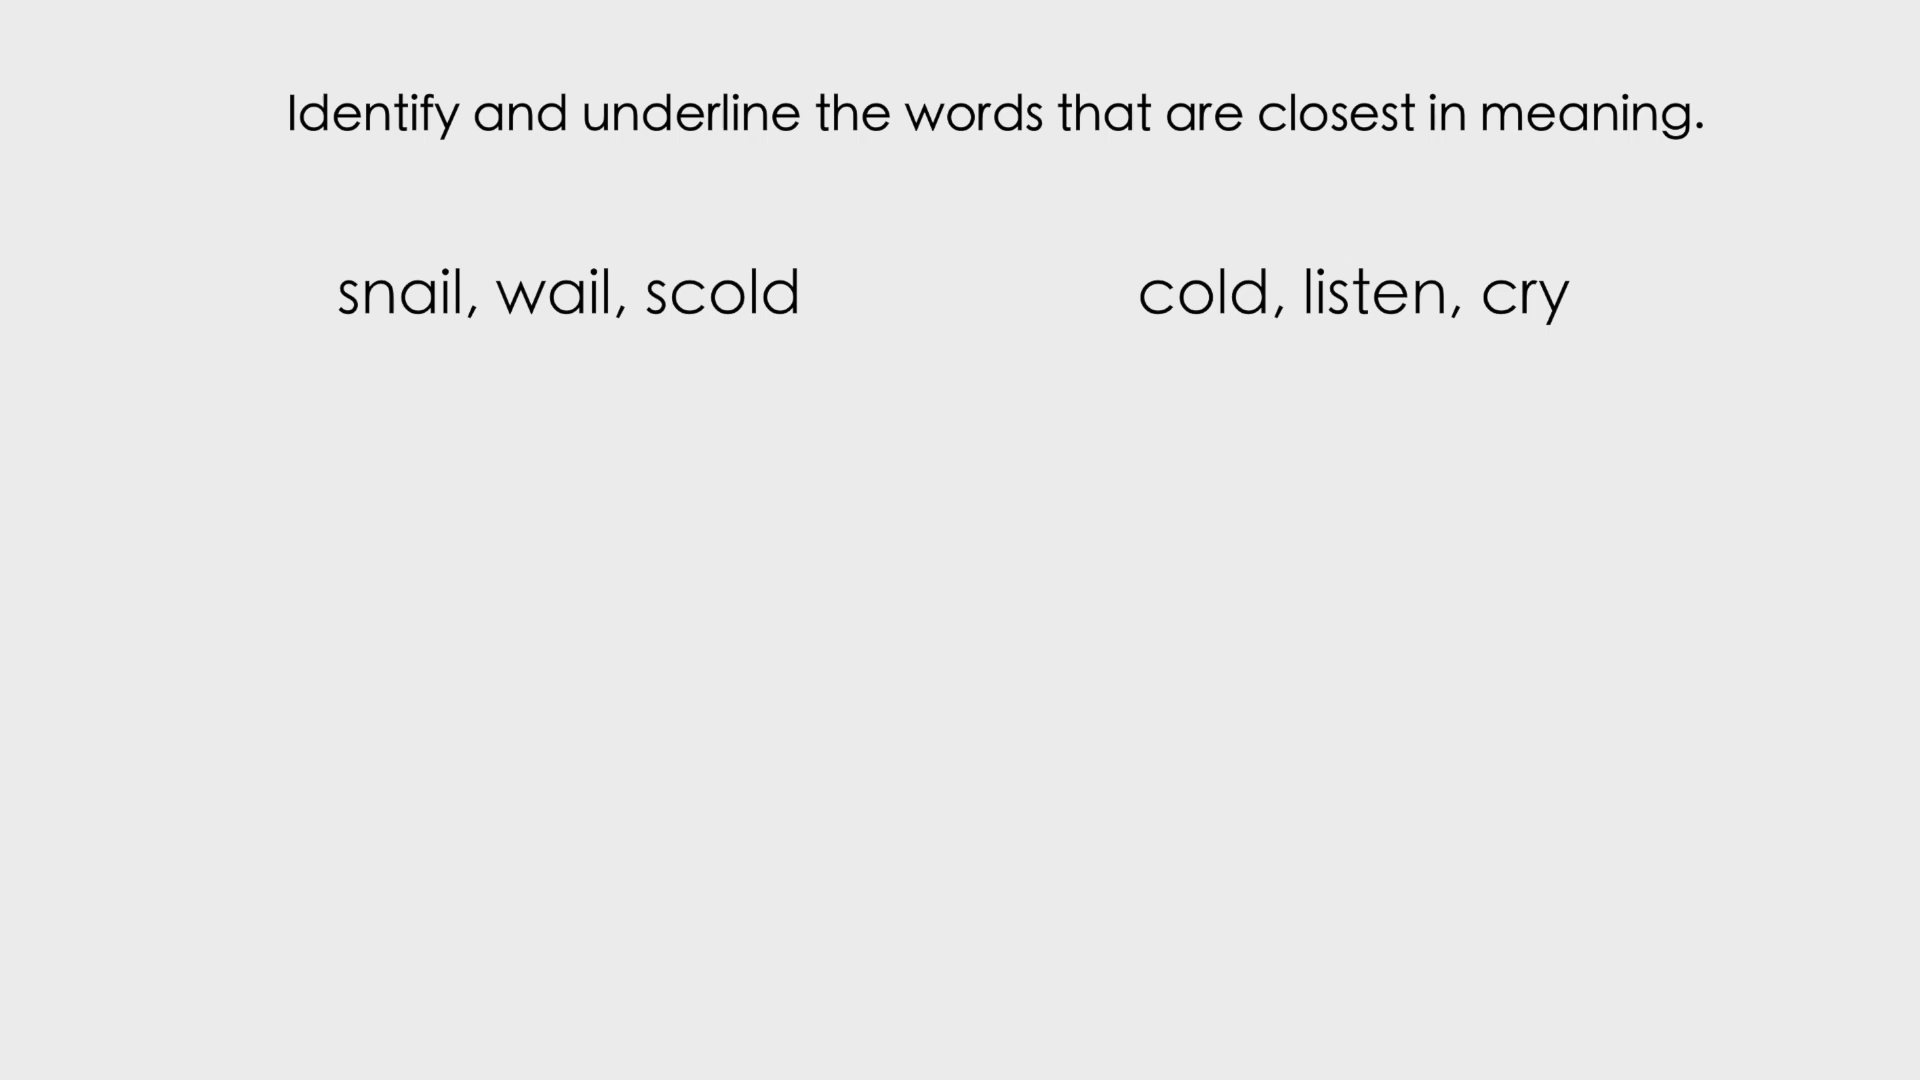 Identify and underline the words that are closest in meaning.
snail, wail, scold cold, listen, cry